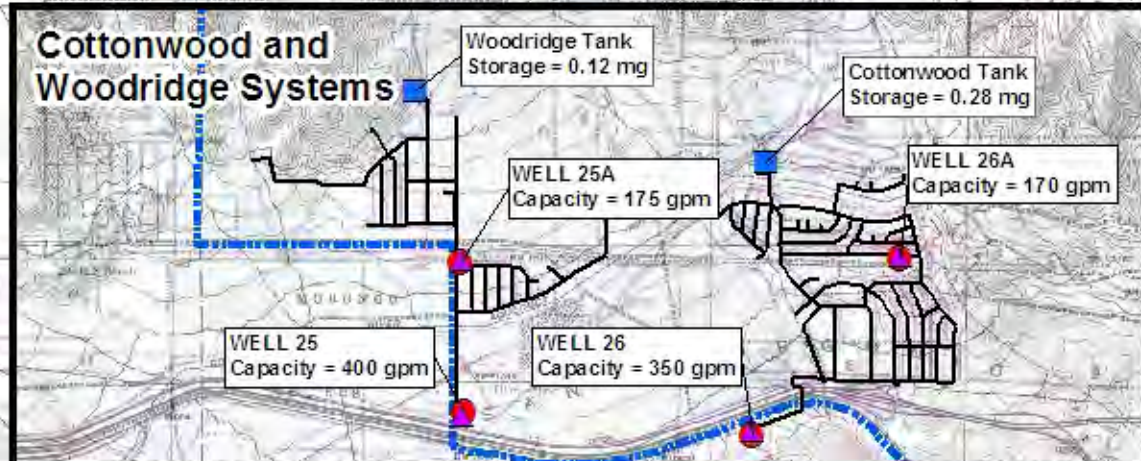 Cottonwood and
Woodridge Systems
Woodridge Tank
Storage = 0.12 mg
Cottonwood Tank
Storage = 0.28 mg
WELL 25A
Capacity = 175 gpm
WELL 26A
Capacity = 170 gpm
WELL 25
Capacity = 400 gpm
WELL 26
Capacity = 350 gpm
MORONGO